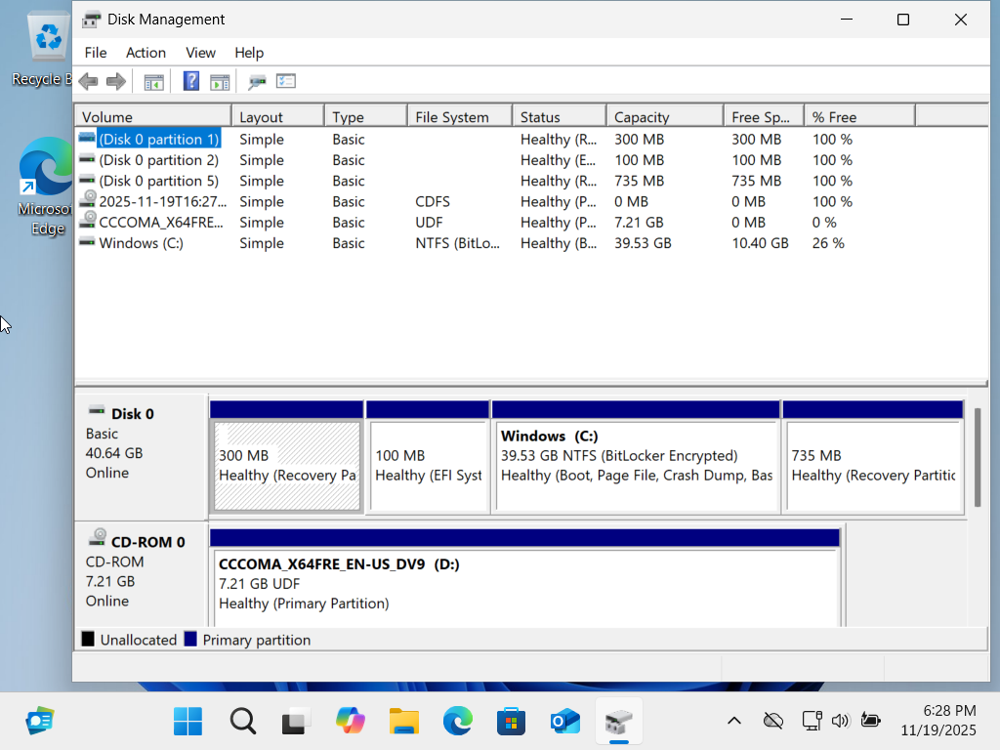 Recycle B
Microsof
Edge
Disk Management
File Action View Help
Volume Layout Type File System Status Capacity Free Sp... % Free
(Disk 0 partition 1) Simple Basic Healthy (R... 300 MB 300 MB 100 %
(Disk 0 partition 2) Simple Basic Healthy (E... 100 MB 100 MB 100 %
(Disk 0 partition 5) Simple Basic Healthy (R... 735 MB 735 MB 100 %
2025-11-19T16:27... Simple Basic CDFS Healthy (P... 0 MB 0 MB 100 %
CCCOMA_X64FRE... Simple Basic UDF Healthy (P... 7.21 GB 0 MB 0 %
Windows (C:) Simple Basic NTFS (BitLo... Healthy (B... 39.53 GB 10.40 GB 26 %
Disk 0
Basic
40.64 GB
Online
300 MB
Healthy (Recovery Pa
100 MB
Healthy (EFI Syst
Windows (C:)
39.53 GB NTFS (BitLocker Encrypted)
Healthy (Boot, Page File, Crash Dump, Bas
735 MB
Healthy (Recovery Partitic
CD-ROM 0
CD-ROM
7.21 GB
Online
CCCOMA_X64FRE_EN-US_DV9 (D:)
7.21 GB UDF
Healthy (Primary Partition)
Unallocated Primary partition
6:28 PM
11/19/2025